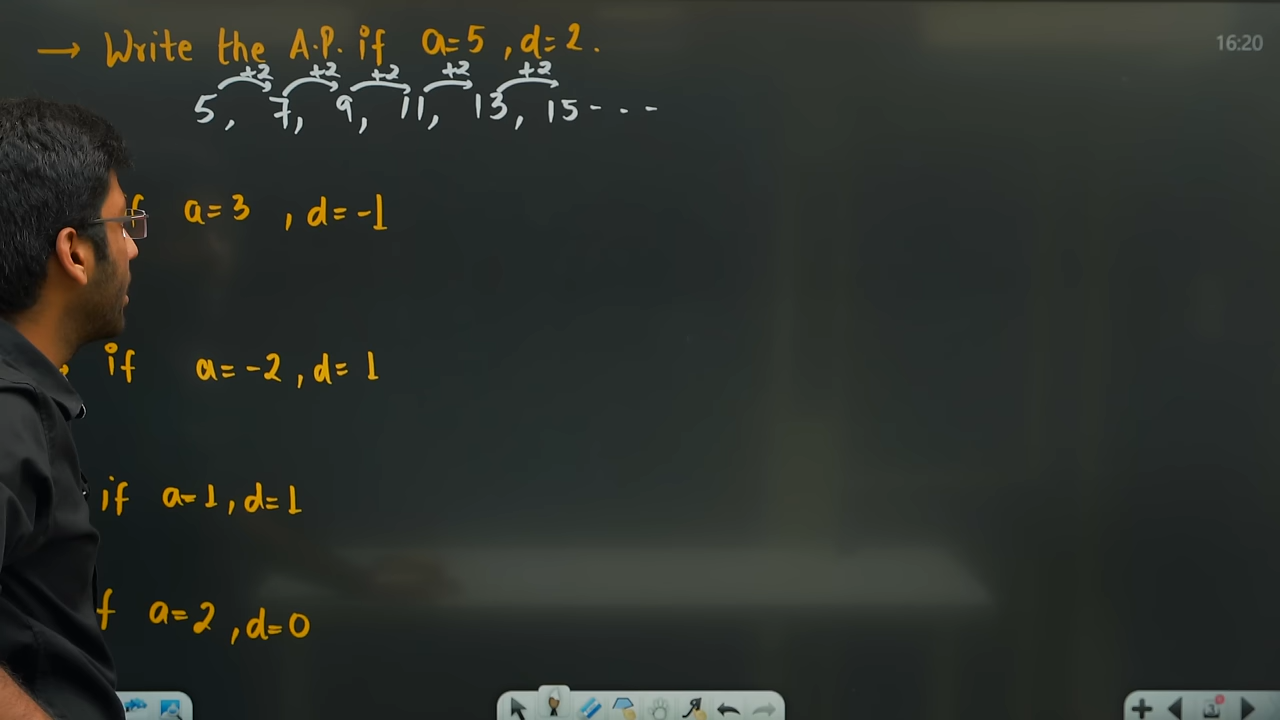 → Write the A.P. if a=5 , d=2.
16:20
+2 +2 +2 +2 +2
5, 7, 9, 11, 13, 15- - - -
if a=3 , d=-1
if a=-2, d= 1
if a=1, d=1
if a=2, d=0